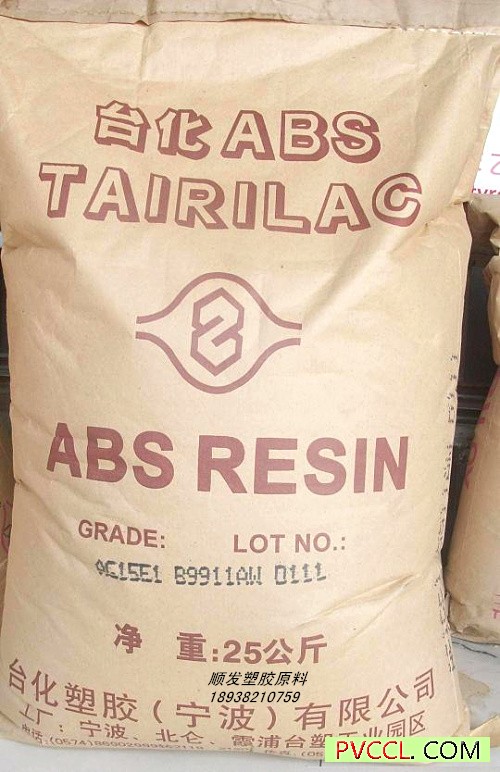 台化ABS
TAIRILAC
ABS RESIN
GRADE: LOT NO.:
AG15E1 B9911AW D111
净 重:25公斤
顺发塑胶原料
18938210759
台化塑胶(宁波)有限公司
工厂:宁波、北仑、霞浦台塑工业园区
PVCCL.COM